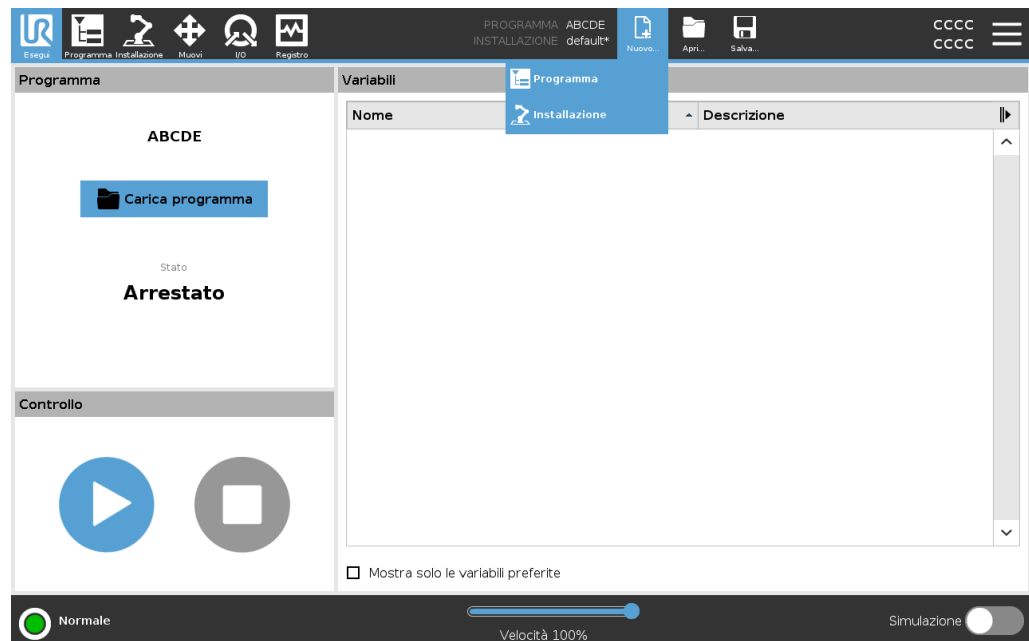 UR
Esegui
Programma
Installazione
Muovi
I/O
Registro
PROGRAMMA ABCDE
INSTALLAZIONE default*
Nuovo...
Apri...
Salva...
CCCC
CCCC
Programma
Installazione
Programma
ABCDE
Carica programma
Stato
Arrestato
Controllo
Variabili
Nome
Descrizione
Mostra solo le variabili preferite
Normale
Velocità 100%
Simulazione